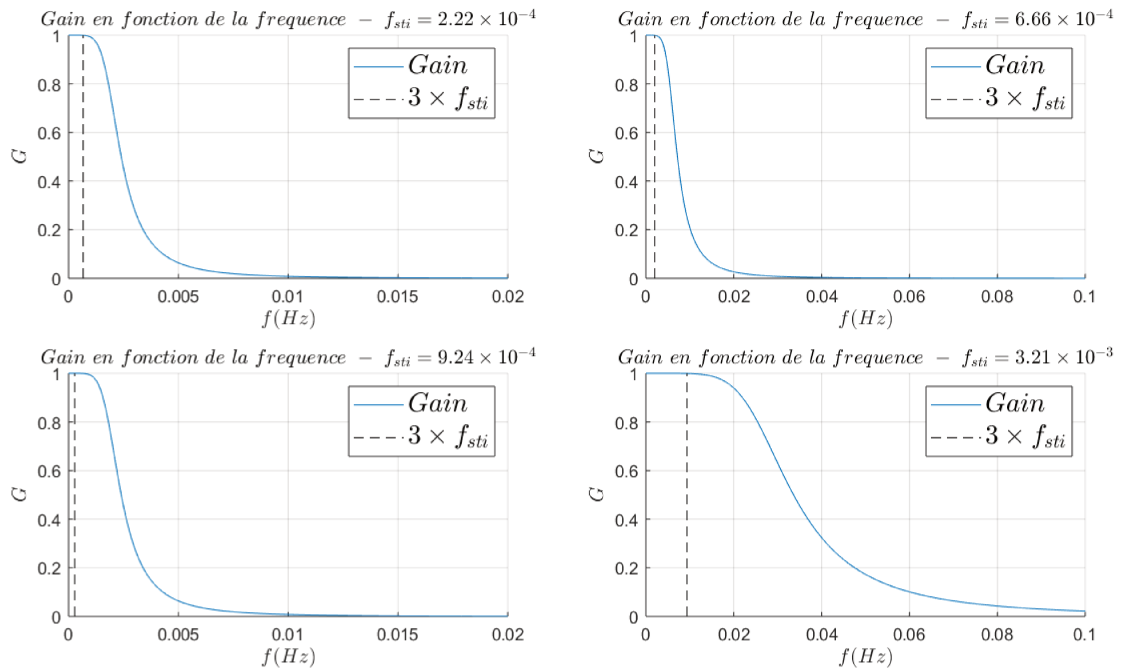 Gain en fonction de la frequence − f_sti = 2.22 × 10^−4
1
0.8
0.6
0.4
0.2
0
G
Gain
3 × f_sti
0
0.005
0.01
0.015
0.02
f(Hz)
Gain en fonction de la frequence − f_sti = 6.66 × 10^−4
1
0.8
0.6
0.4
0.2
0
G
Gain
3 × f_sti
0
0.02
0.04
0.06
0.08
0.1
f(Hz)
Gain en fonction de la frequence − f_sti = 9.24 × 10^−4
1
0.8
0.6
0.4
0.2
0
G
Gain
3 × f_sti
0
0.005
0.01
0.015
0.02
f(Hz)
Gain en fonction de la frequence − f_sti = 3.21 × 10^−3
1
0.8
0.6
0.4
0.2
0
G
Gain
3 × f_sti
0
0.02
0.04
0.06
0.08
0.1
f(Hz)